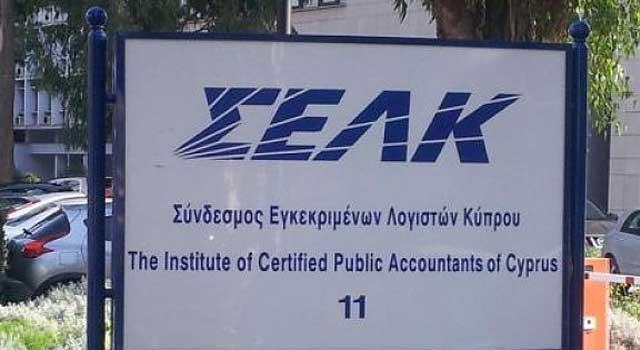 ΣΕΛΚ
Σύνδεσμος Εγκεκριμένων Λογιστών Κύπρου
The Institute of Certified Public Accountants of Cyprus
11